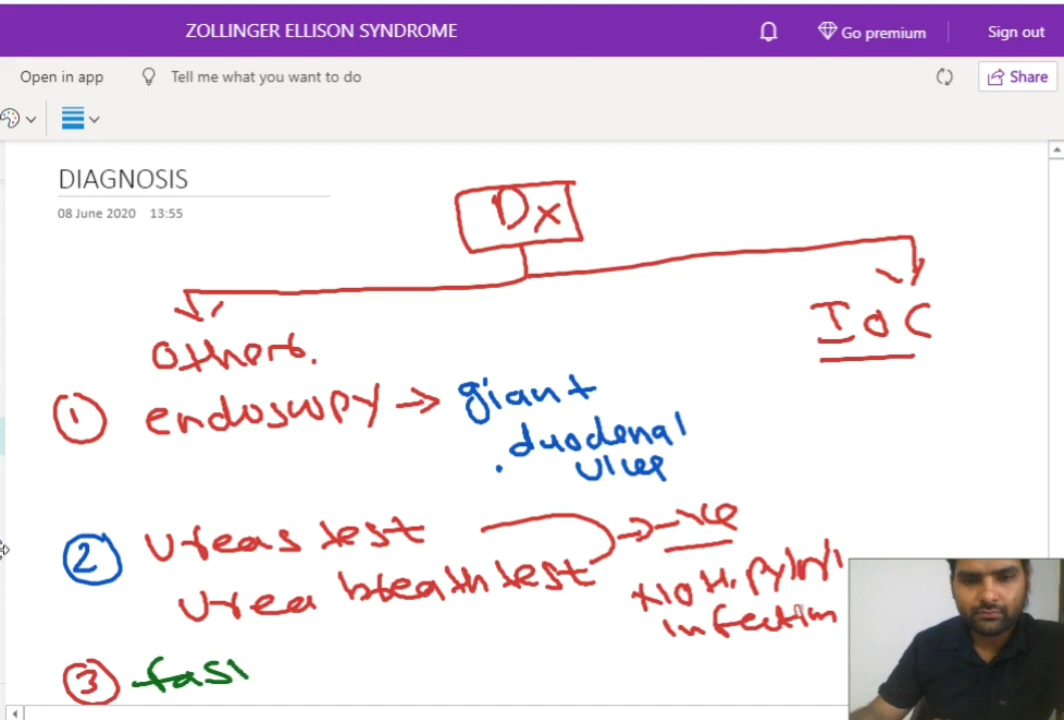 ZOLLINGER ELLISON SYNDROME
Go premium
Sign out
Open in app
Tell me what you want to do
Share
DIAGNOSIS
08 June 2020 13:55
Dx
Others.
IOC
① endoscopy → giant
duodenal
ulcer
② Ureas test → -ve
Urea breath test
No H. pylori
infection
③ fast